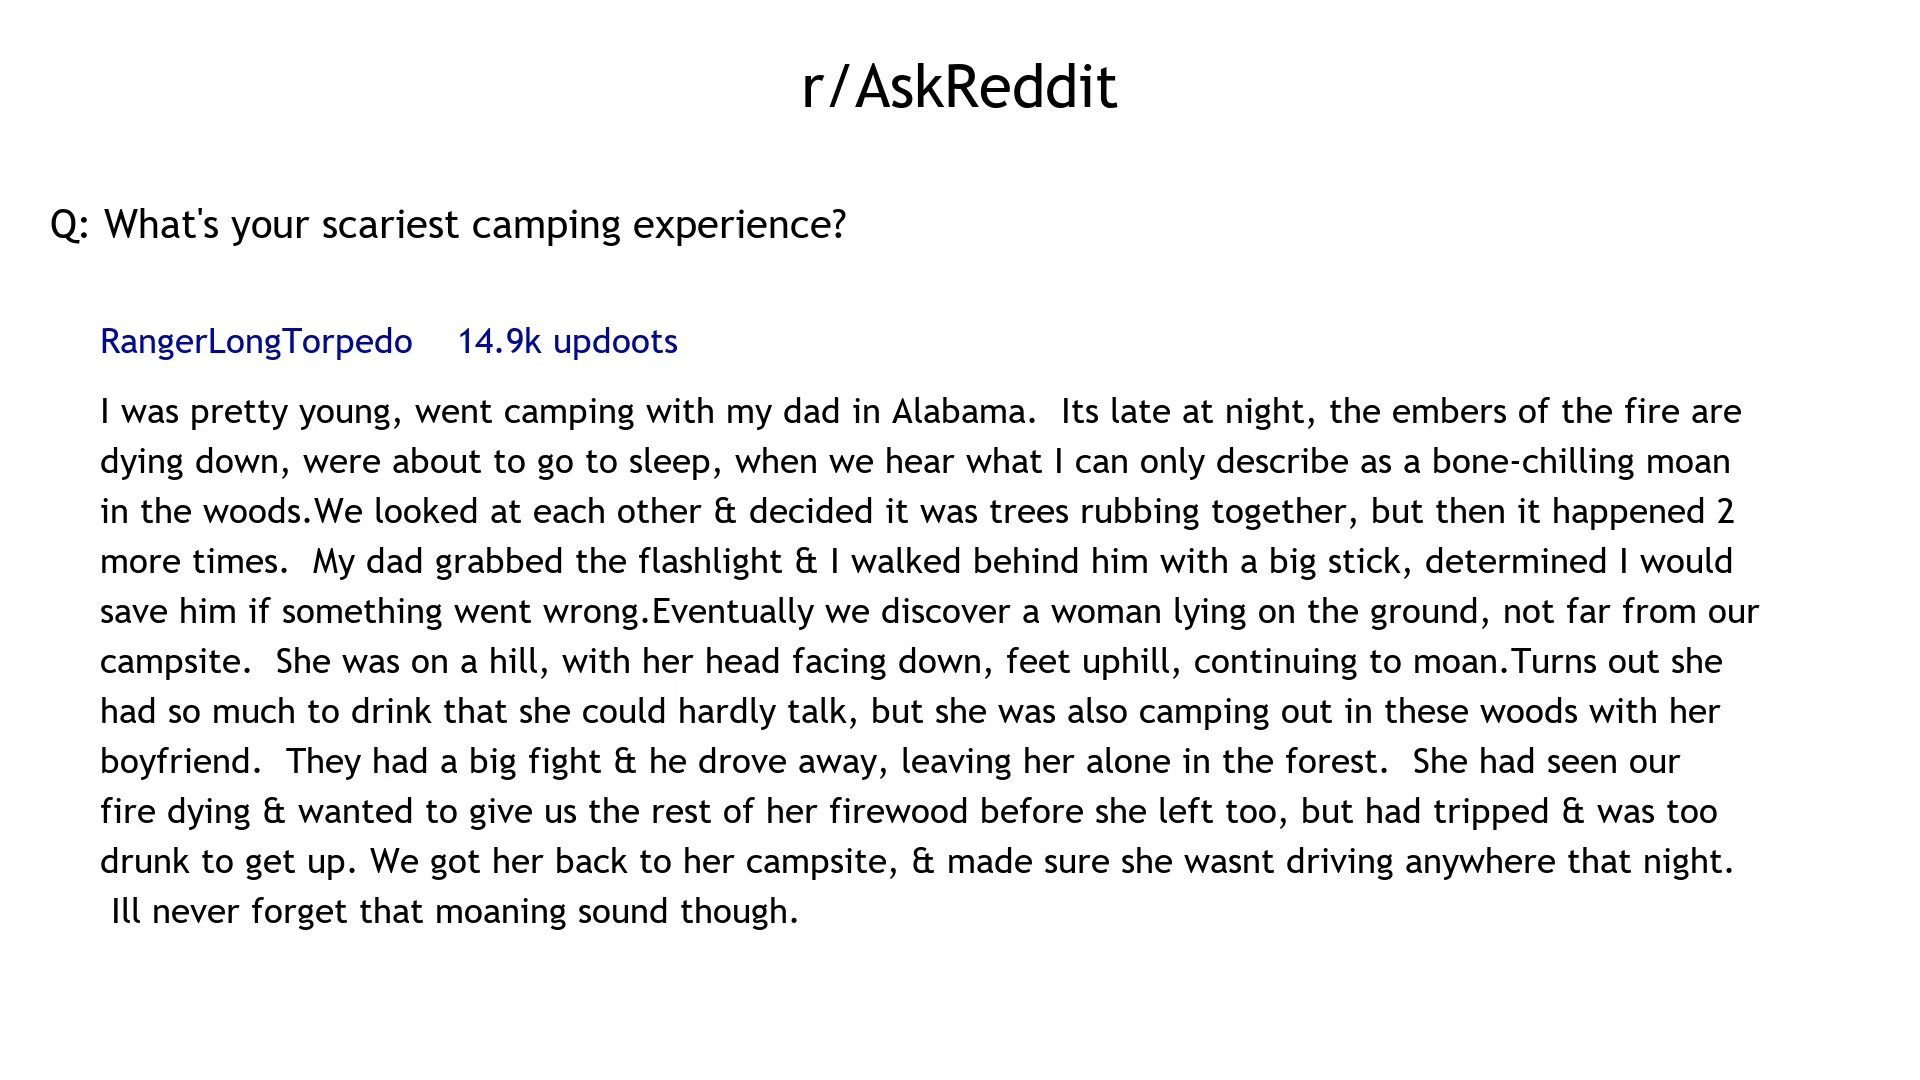 r/AskReddit
Q: What's your scariest camping experience?
RangerLongTorpedo 14.9k updoots
I was pretty young, went camping with my dad in Alabama.  Its late at night, the embers of the fire are
dying down, were about to go to sleep, when we hear what I can only describe as a bone-chilling moan
in the woods.We looked at each other & decided it was trees rubbing together, but then it happened 2
more times.  My dad grabbed the flashlight & I walked behind him with a big stick, determined I would
save him if something went wrong.Eventually we discover a woman lying on the ground, not far from our
campsite.  She was on a hill, with her head facing down, feet uphill, continuing to moan.Turns out she
had so much to drink that she could hardly talk, but she was also camping out in these woods with her
boyfriend.  They had a big fight & he drove away, leaving her alone in the forest.  She had seen our
fire dying & wanted to give us the rest of her firewood before she left too, but had tripped & was too
drunk to get up. We got her back to her campsite, & made sure she wasnt driving anywhere that night.
Ill never forget that moaning sound though.